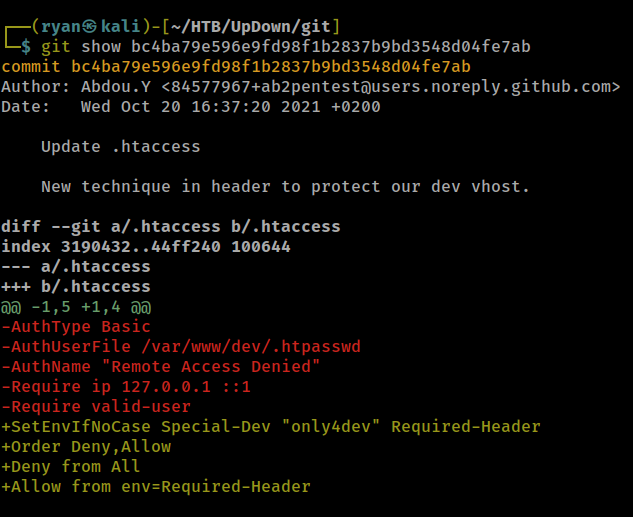 ┌──(ryan㉿kali)-[~/HTB/UpDown/git]
└─$ git show bc4ba79e596e9fd98f1b2837b9bd3548d04fe7ab
commit bc4ba79e596e9fd98f1b2837b9bd3548d04fe7ab
Author: Abdou.Y <84577967+ab2pentest@users.noreply.github.com>
Date:   Wed Oct 20 16:37:20 2021 +0200
    Update .htaccess
    New technique in header to protect our dev vhost.
diff --git a/.htaccess b/.htaccess
index 3190432..44ff240 100644
--- a/.htaccess
+++ b/.htaccess
@@ -1,5 +1,4 @@
-AuthType Basic
-AuthUserFile /var/www/dev/.htpasswd
-AuthName "Remote Access Denied"
-Require ip 127.0.0.1 ::1
-Require valid-user
+SetEnvIfNoCase Special-Dev "only4dev" Required-Header
+Order Deny,Allow
+Deny from All
+Allow from env=Required-Header